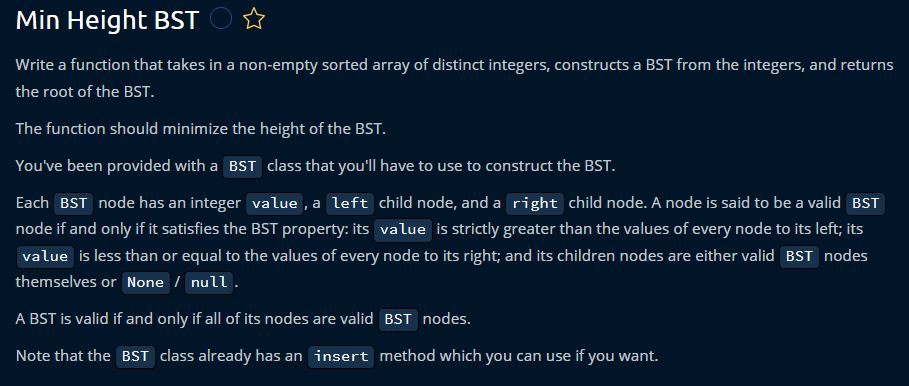 Min Height BST
Write a function that takes in a non-empty sorted array of distinct integers, constructs a BST from the integers, and returns
the root of the BST.
The function should minimize the height of the BST.
You've been provided with a BST class that you'll have to use to construct the BST.
Each BST node has an integer value, a left child node, and a right child node. A node is said to be a valid BST
node if and only if it satisfies the BST property: its value is strictly greater than the values of every node to its left; its
value is less than or equal to the values of every node to its right; and its children nodes are either valid BST nodes
themselves or None / null.
A BST is valid if and only if all of its nodes are valid BST nodes.
Note that the BST class already has an insert method which you can use if you want.